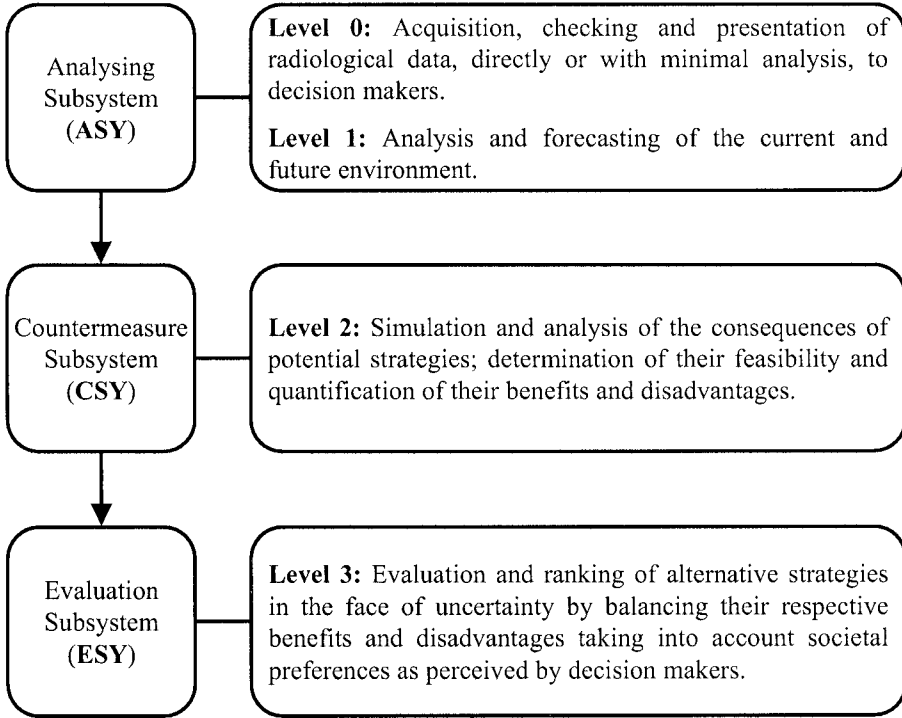 Analysing
Subsystem
(ASY)
Level 0: Acquisition, checking and presentation of
radiological data, directly or with minimal analysis, to
decision makers.
Level 1: Analysis and forecasting of the current and
future environment.
Countermeasure
Subsystem
(CSY)
Level 2: Simulation and analysis of the consequences of
potential strategies; determination of their feasibility and
quantification of their benefits and disadvantages.
Evaluation
Subsystem
(ESY)
Level 3: Evaluation and ranking of alternative strategies
in the face of uncertainty by balancing their respective
benefits and disadvantages taking into account societal
preferences as perceived by decision makers.